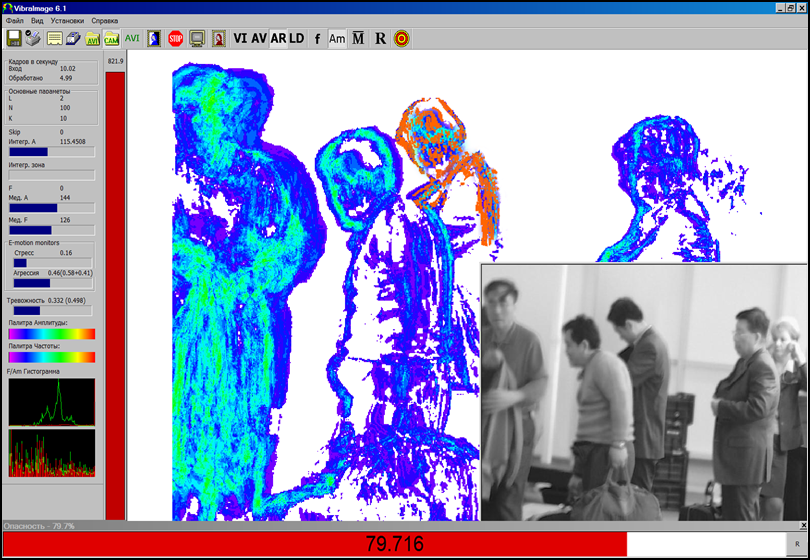 VibraImage 6.1
Файл Вид Установки Справка
AVI CAM AVI STOP VI AV AR LD f Am M R
Кадров в секунду
Вход 10.02
Обработано 4.99
821.9
Основные параметры
L 2
N 100
K 10
Skip 0
Интегр. А 115.4508
Интегр. зона
F 0
Мед. А 144
Мед. F 126
E-motion monitors
Стресс 0.16
Агрессия 0.46(0.58+0.41)
Тревожность 0.332 (0.498)
Палитра Амплитуды:
Палитра Частоты:
F/Am Гистограмма
Опасность - 79.7%
79.716 R